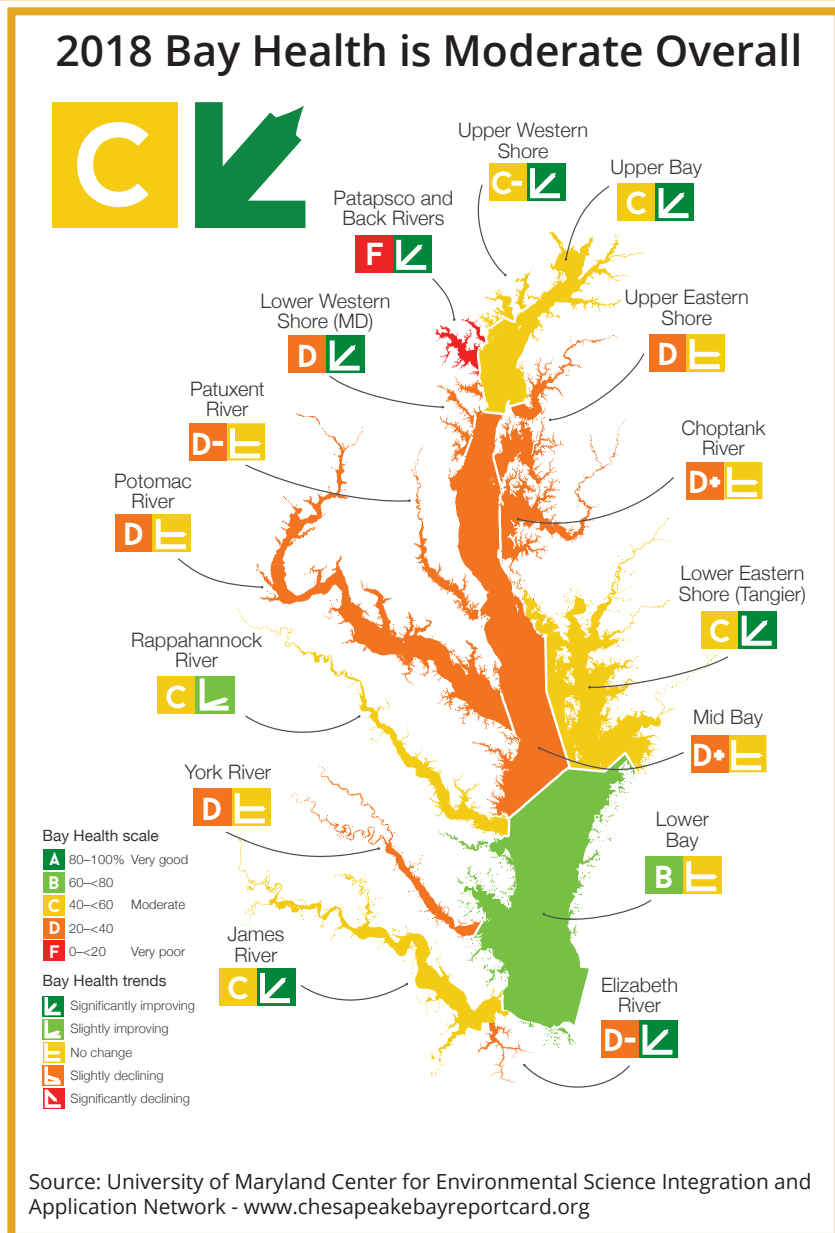 2018 Bay Health is Moderate Overall
C
Upper Western
Shore
C-
Upper Bay
C
Patapsco and
Back Rivers
F
Lower Western
Shore (MD)
D
Upper Eastern
Shore
D
Patuxent
River
D-
Choptank
River
D+
Potomac
River
D
Lower Eastern
Shore (Tangier)
C
Rappahannock
River
C
Mid Bay
D+
York River
D
Lower
Bay
B
James
River
C
Elizabeth
River
D-
Bay Health scale
A 80–100% Very good
B 60–<80
C 40–<60 Moderate
D 20–<40
F 0–<20 Very poor
Bay Health trends
Significantly improving
Slightly improving
No change
Slightly declining
Significantly declining
Source: University of Maryland Center for Environmental Science Integration and
Application Network - www.chesapeakebayreportcard.org